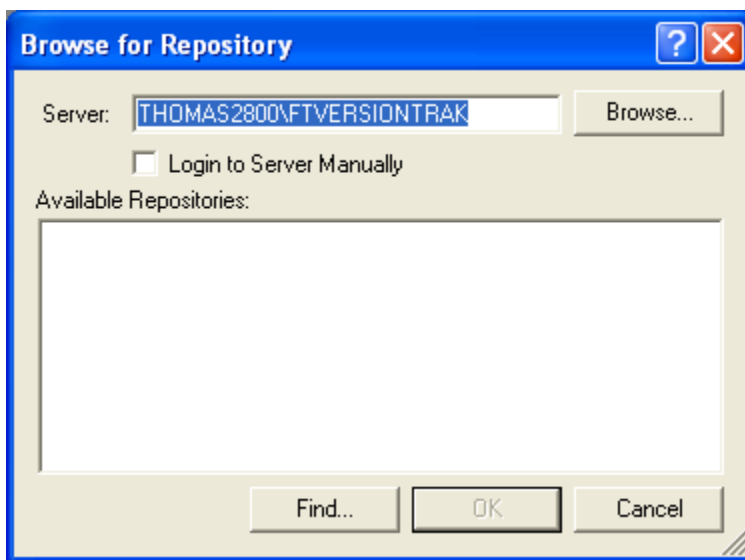 Browse for Repository
Server: THOMAS2800\FTVERSIONTRAK Browse...
Login to Server Manually
Available Repositories:
Find... OK Cancel